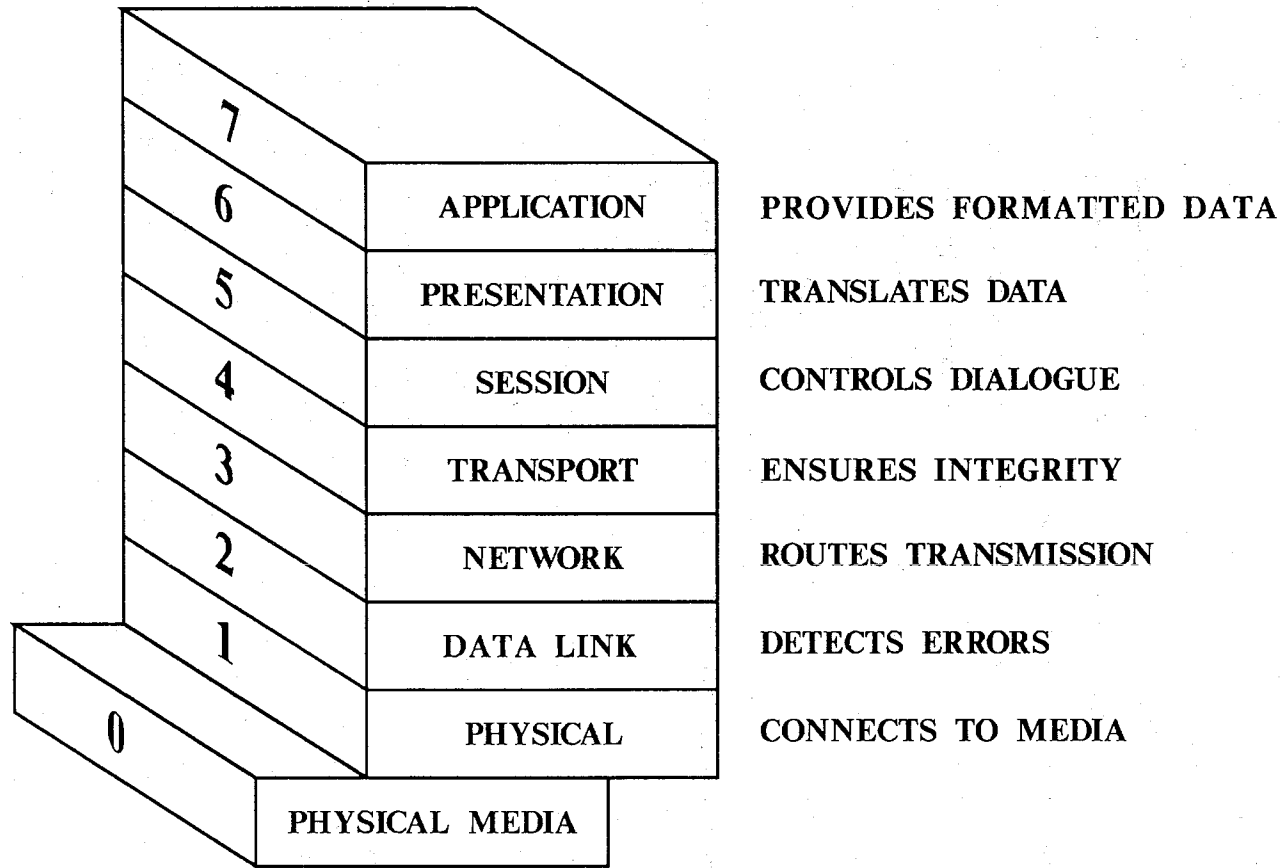 7
APPLICATION PROVIDES FORMATTED DATA
6
PRESENTATION TRANSLATES DATA
5
SESSION CONTROLS DIALOGUE
4
TRANSPORT ENSURES INTEGRITY
3
NETWORK ROUTES TRANSMISSION
2
DATA LINK DETECTS ERRORS
1
PHYSICAL CONNECTS TO MEDIA
0
PHYSICAL MEDIA